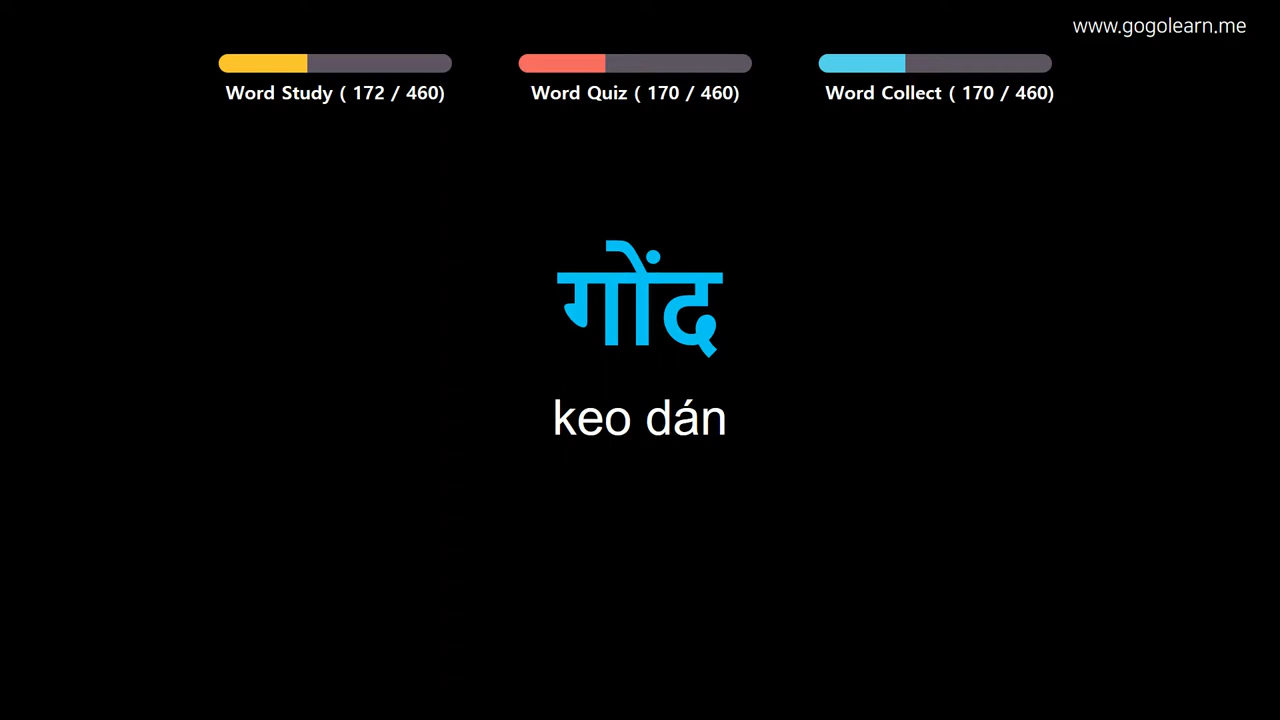 www.gogolearn.me
Word Study ( 172 / 460)
Word Quiz ( 170 / 460)
Word Collect ( 170 / 460)
गोंद
keo dán